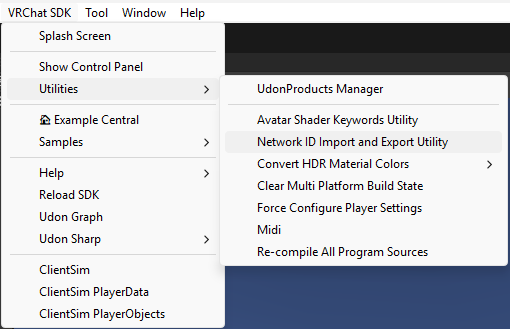 VRChat SDK Tool Window Help
Splash Screen
Show Control Panel
Utilities
Example Central
Samples
Help
Reload SDK
Udon Graph
Udon Sharp
ClientSim
ClientSim PlayerData
ClientSim PlayerObjects
UdonProducts Manager
Avatar Shader Keywords Utility
Network ID Import and Export Utility
Convert HDR Material Colors
Clear Multi Platform Build State
Force Configure Player Settings
Midi
Re-compile All Program Sources